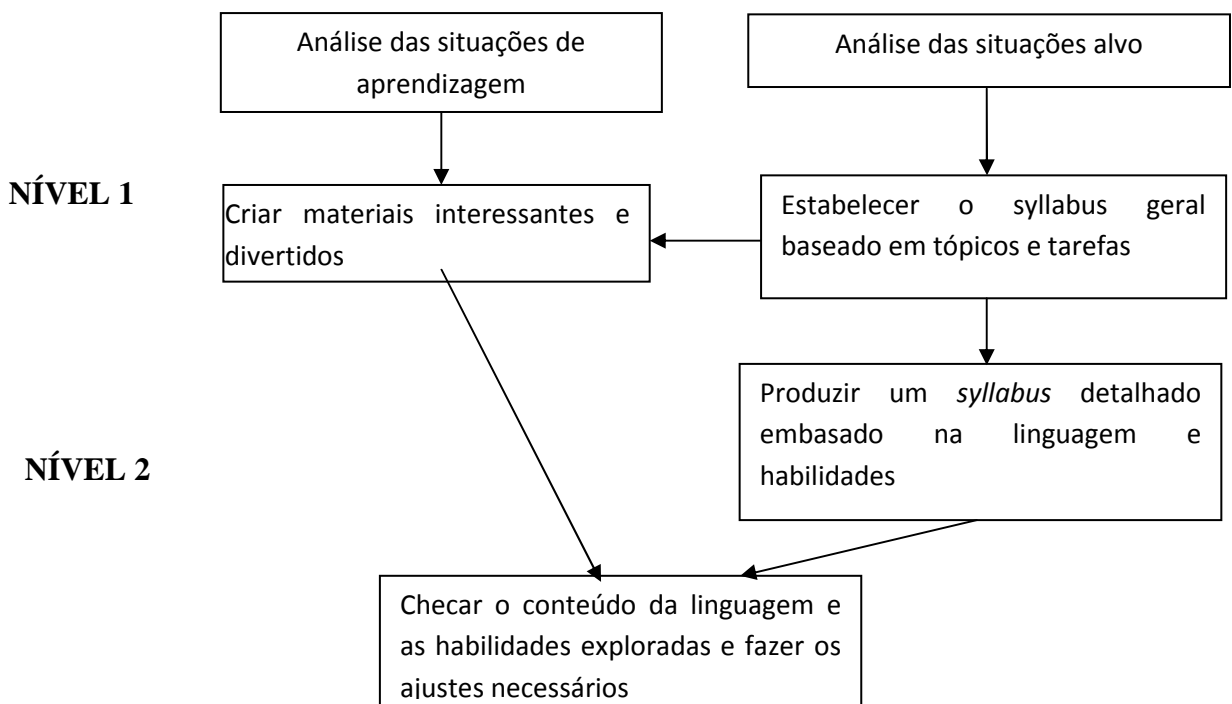 Análise das situações de
aprendizagem
Análise das situações alvo
NÍVEL 1
Criar materiais interessantes e
divertidos
Estabelecer o syllabus geral
baseado em tópicos e tarefas
Produzir um syllabus detalhado
embasado na linguagem e
habilidades
NÍVEL 2
Checar o conteúdo da linguagem e
as habilidades exploradas e fazer os
ajustes necessários